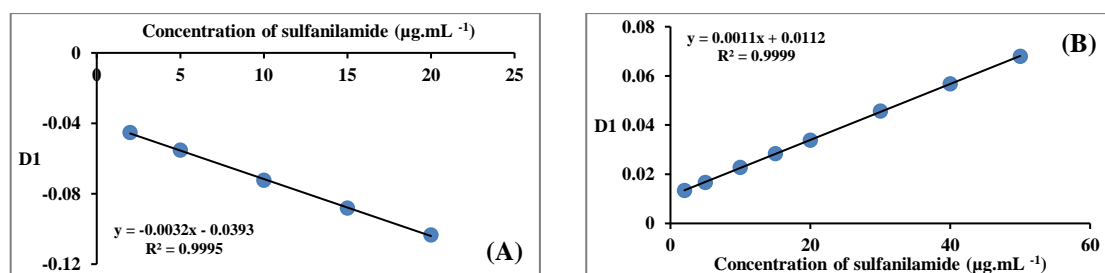 Concentration of sulfanilamide (µg.mL -1)
0
0 5 10 15 20 25
-0.04
D1
-0.08
y = -0.0032x - 0.0393
R² = 0.9995
(A)
-0.12
0.08
y = 0.0011x + 0.0112
R² = 0.9999
(B)
0.06
D1
0.04
0.02
0
0 20 40 60
Concentration of sulfanilamide (µg.mL -1)